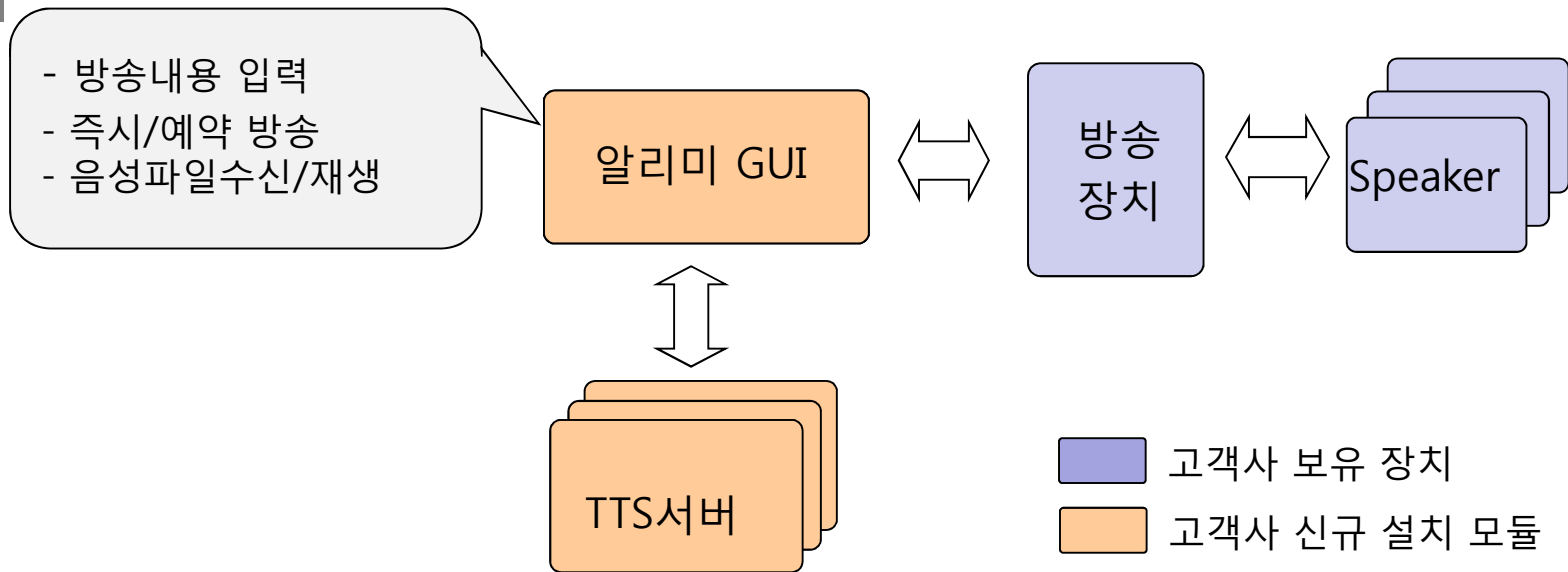 - 방송내용 입력
- 즉시/예약 방송
- 음성파일수신/재생
알리미 GUI
방송
장치
Speaker
TTS서버
고객사 보유 장치
고객사 신규 설치 모듈